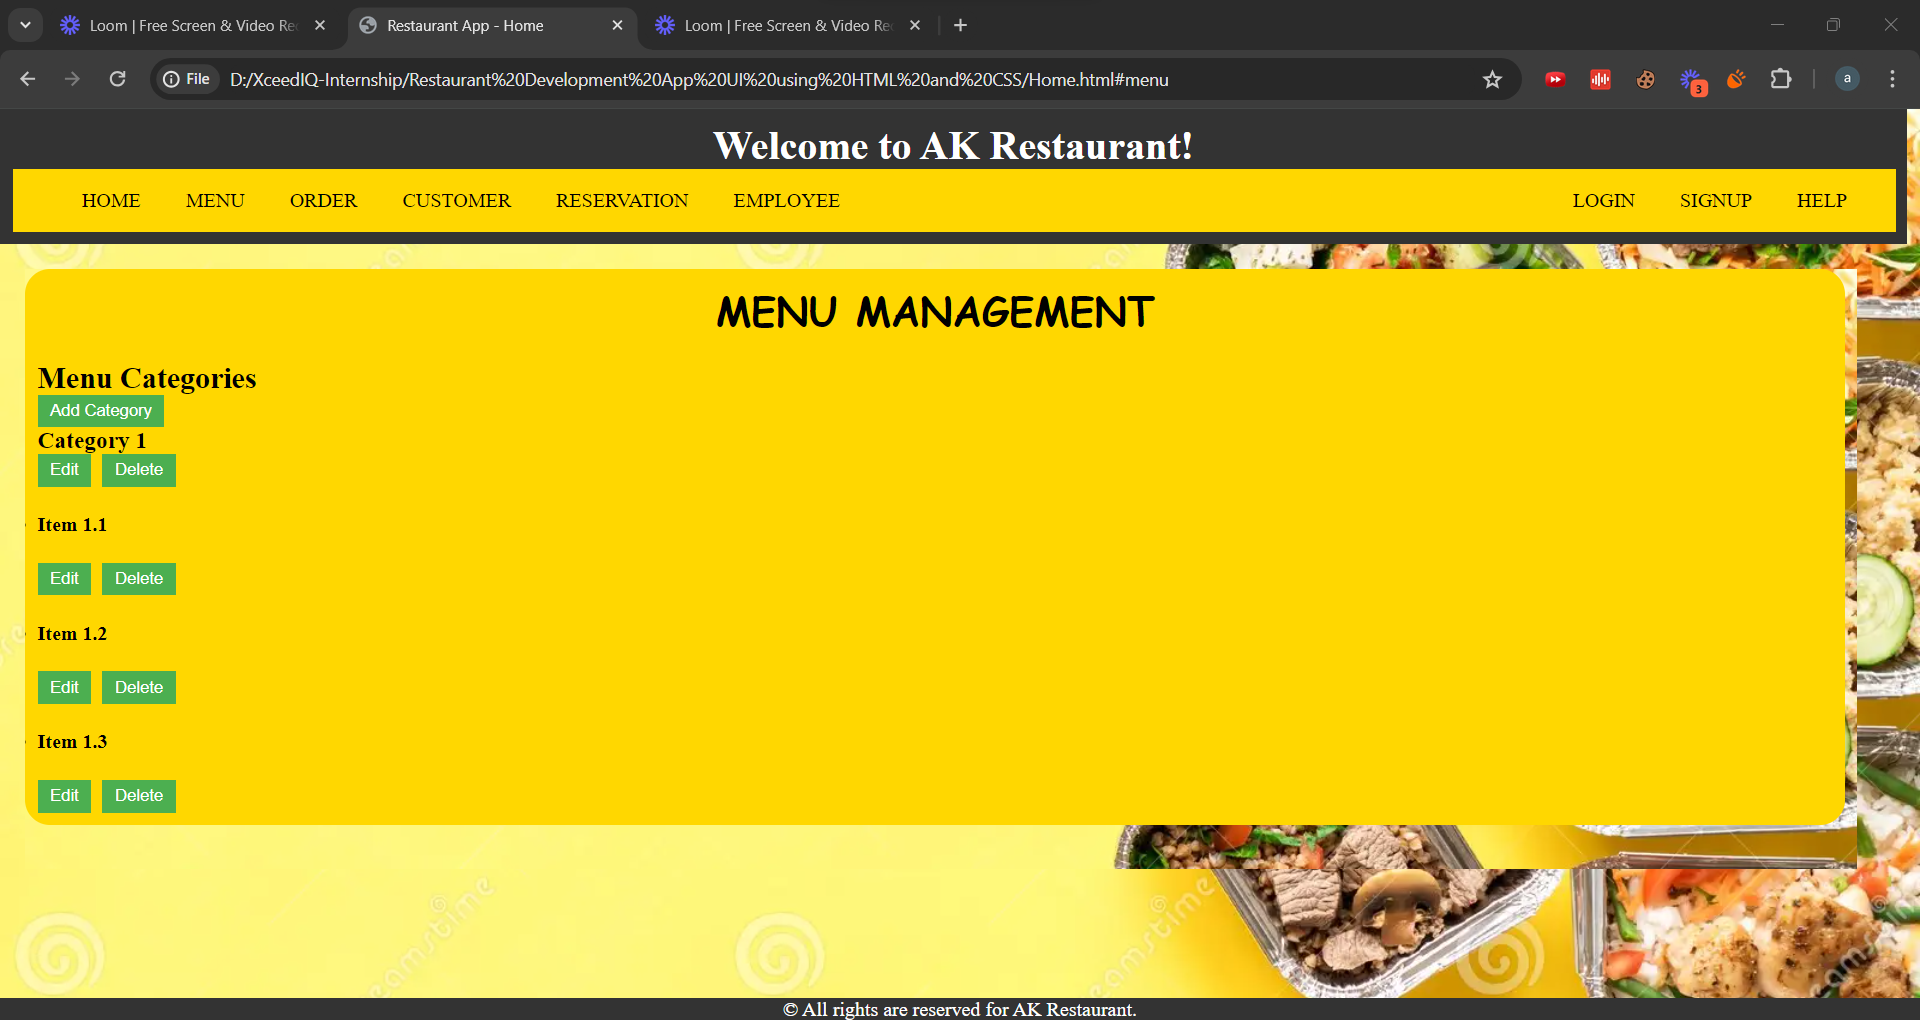 Loom | Free Screen & Video Re
Restaurant App - Home
Loom | Free Screen & Video Re
File
D:/XceedIQ-Internship/Restaurant%20Development%20App%20UI%20using%20HTML%20and%20CSS/Home.html#menu
3
a
Welcome to AK Restaurant!
HOME MENU ORDER CUSTOMER RESERVATION EMPLOYEE LOGIN SIGNUP HELP
MENU MANAGEMENT
Menu Categories
Add Category
Category 1
Edit Delete
Item 1.1
Edit Delete
Item 1.2
Edit Delete
Item 1.3
Edit Delete
eamstime
eamstime
eamstime
© All rights are reserved for AK Restaurant.